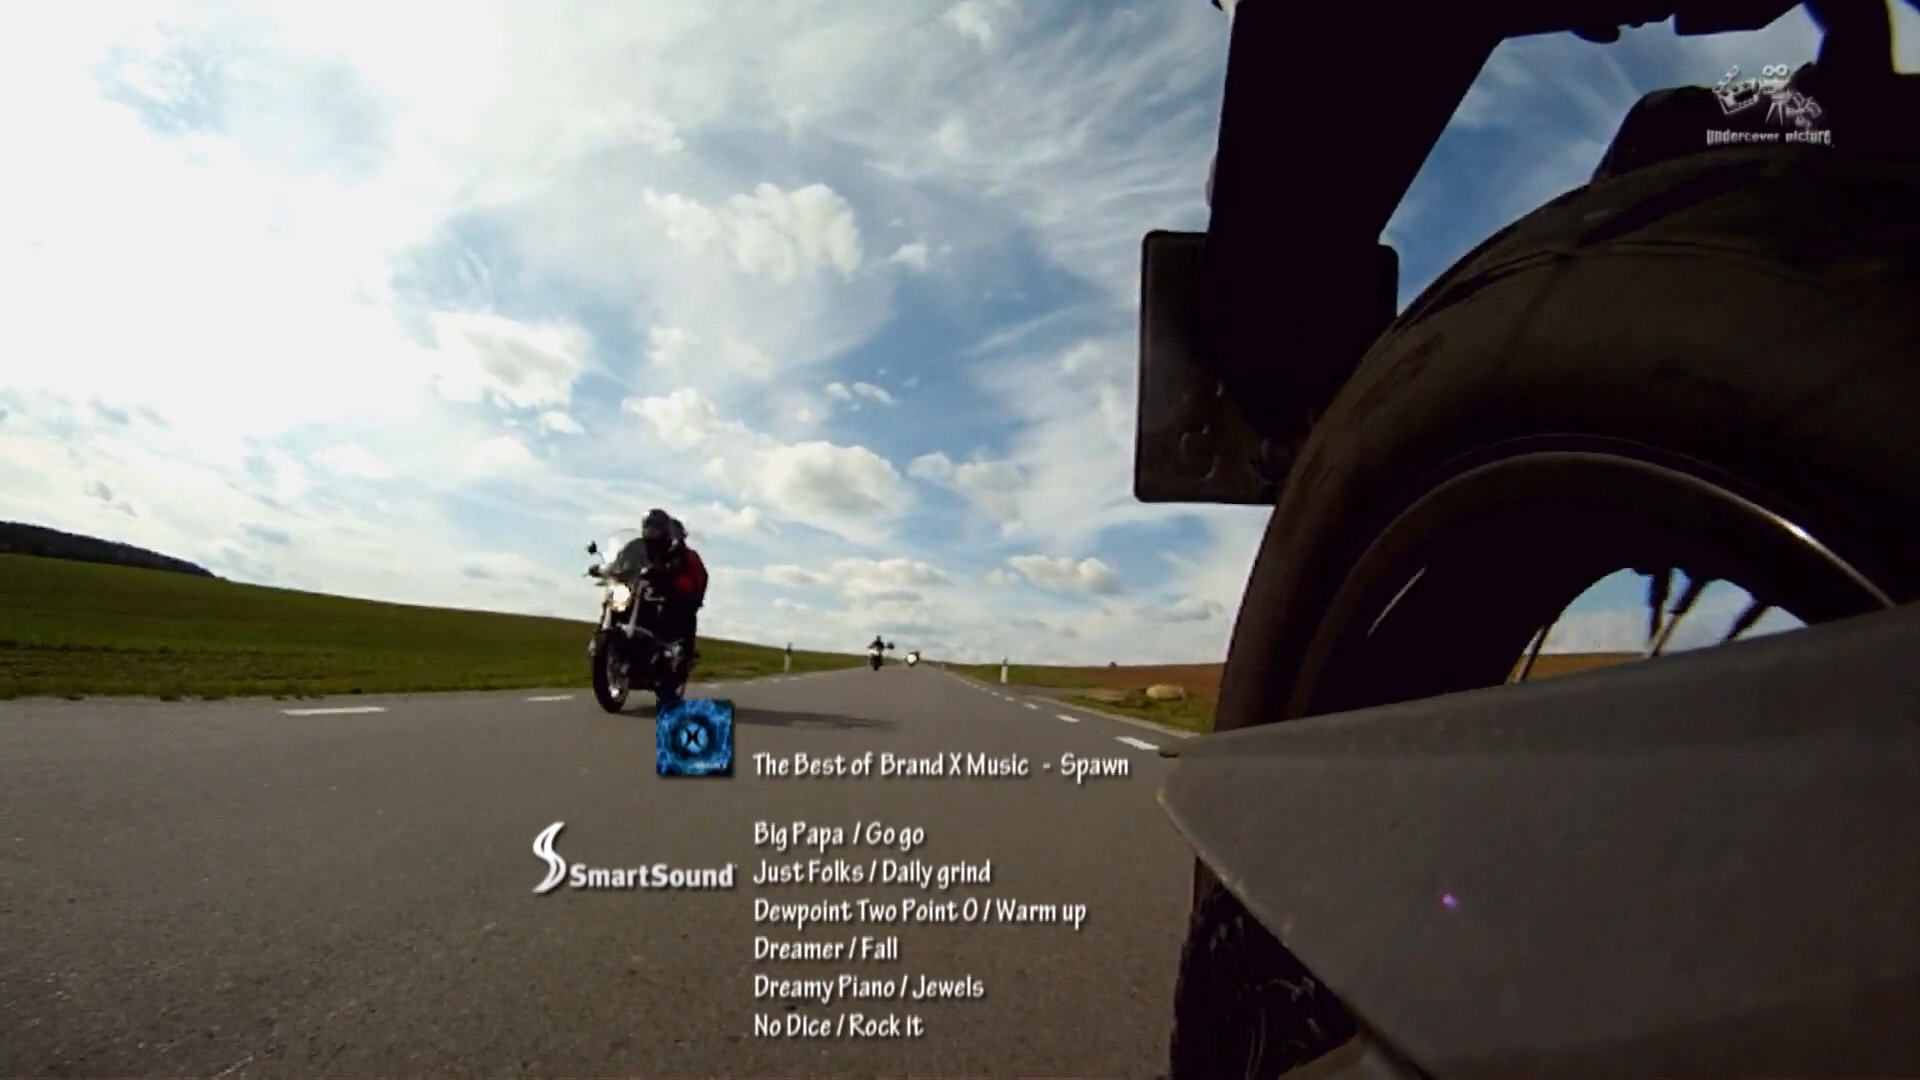 undercover picture
The Best of Brand X Music - Spawn
Big Papa / Go go
SmartSound
Just Folks / Daily grind
Dewpoint Two Point O / Warm up
Dreamer / Fall
Dreamy Piano / Jewels
No Dice / Rock it